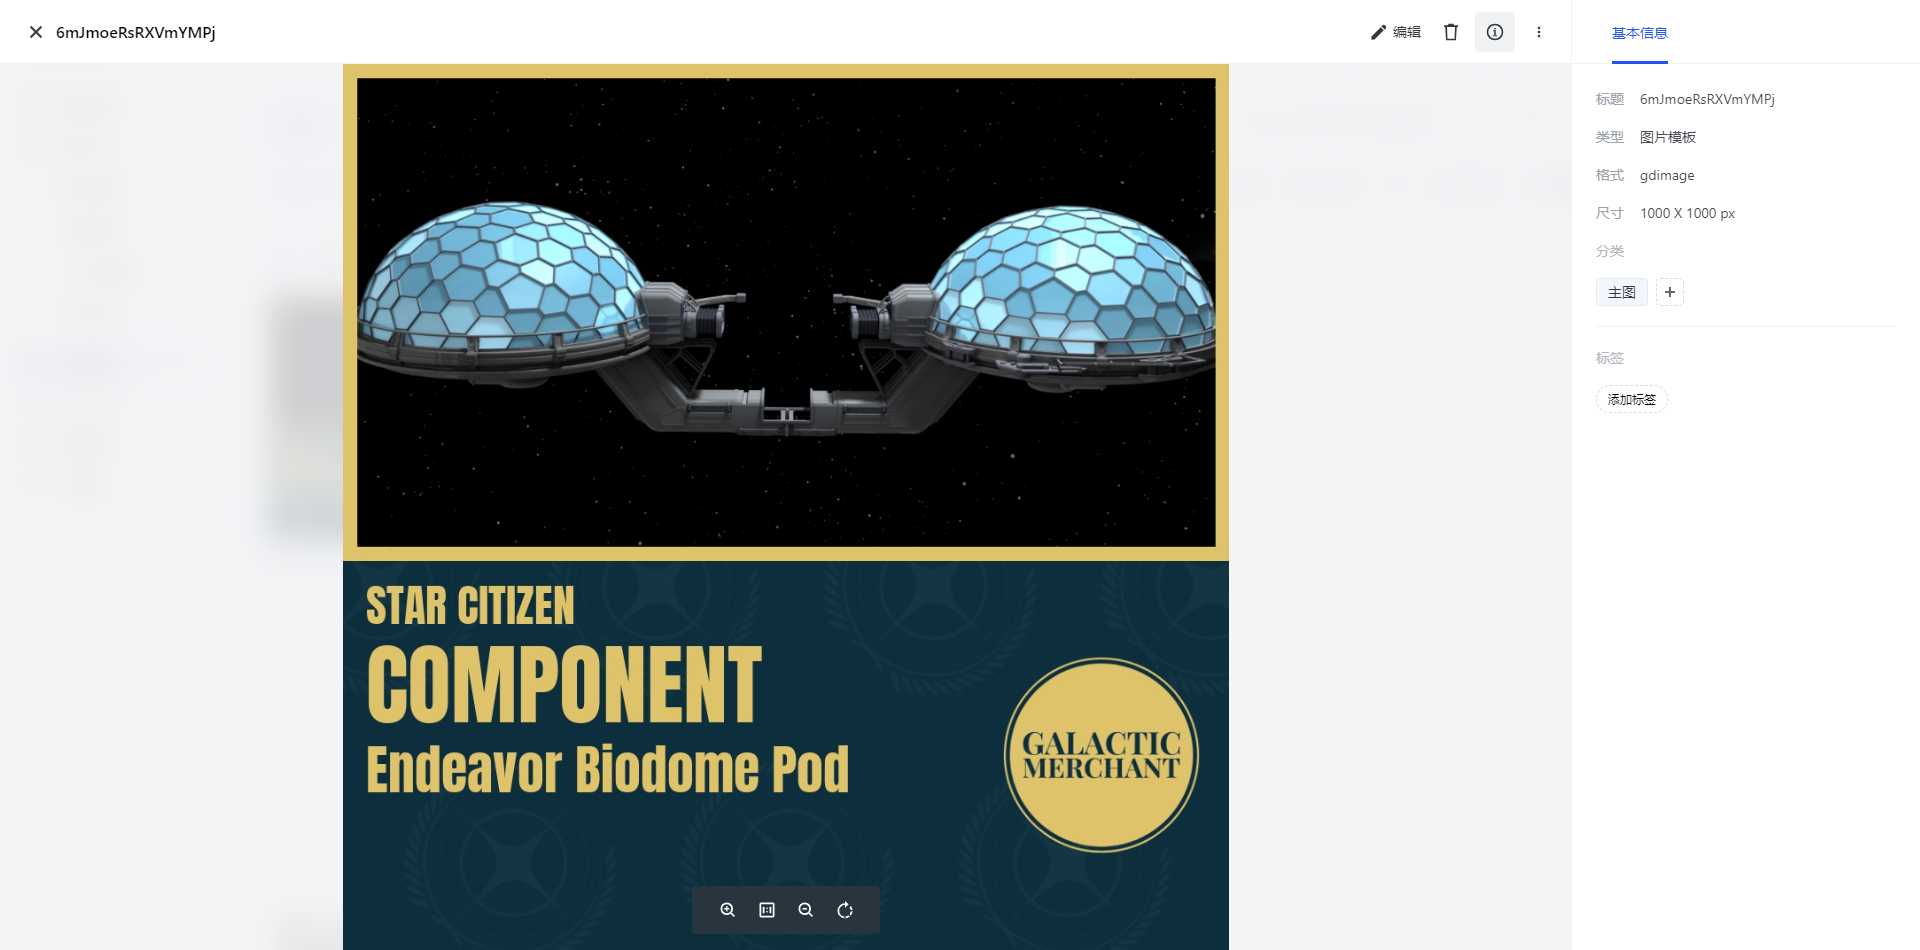 6mJmoeRsRXVmYMPj
编辑
基本信息
标题 6mJmoeRsRXVmYMPj
类型 图片模板
格式 gdimage
尺寸 1000 X 1000 px
分类
主图
标签
添加标签
STAR CITIZEN
COMPONENT
Endeavor Biodome Pod
GALACTIC
MERCHANT